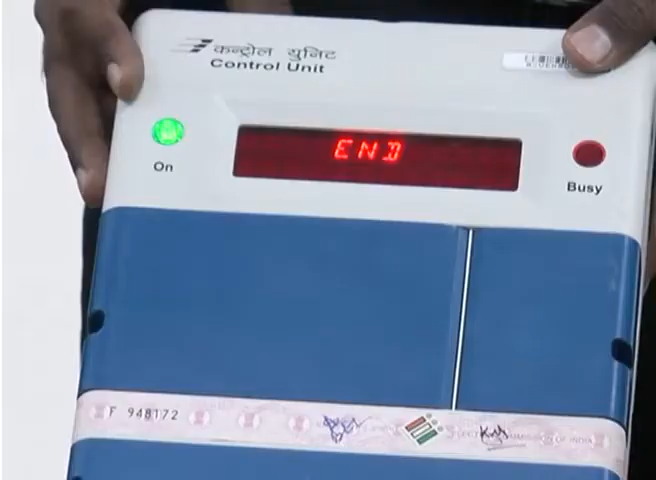 कन्ट्रोल युनिट
Control Unit
END
On
Busy
F 948172